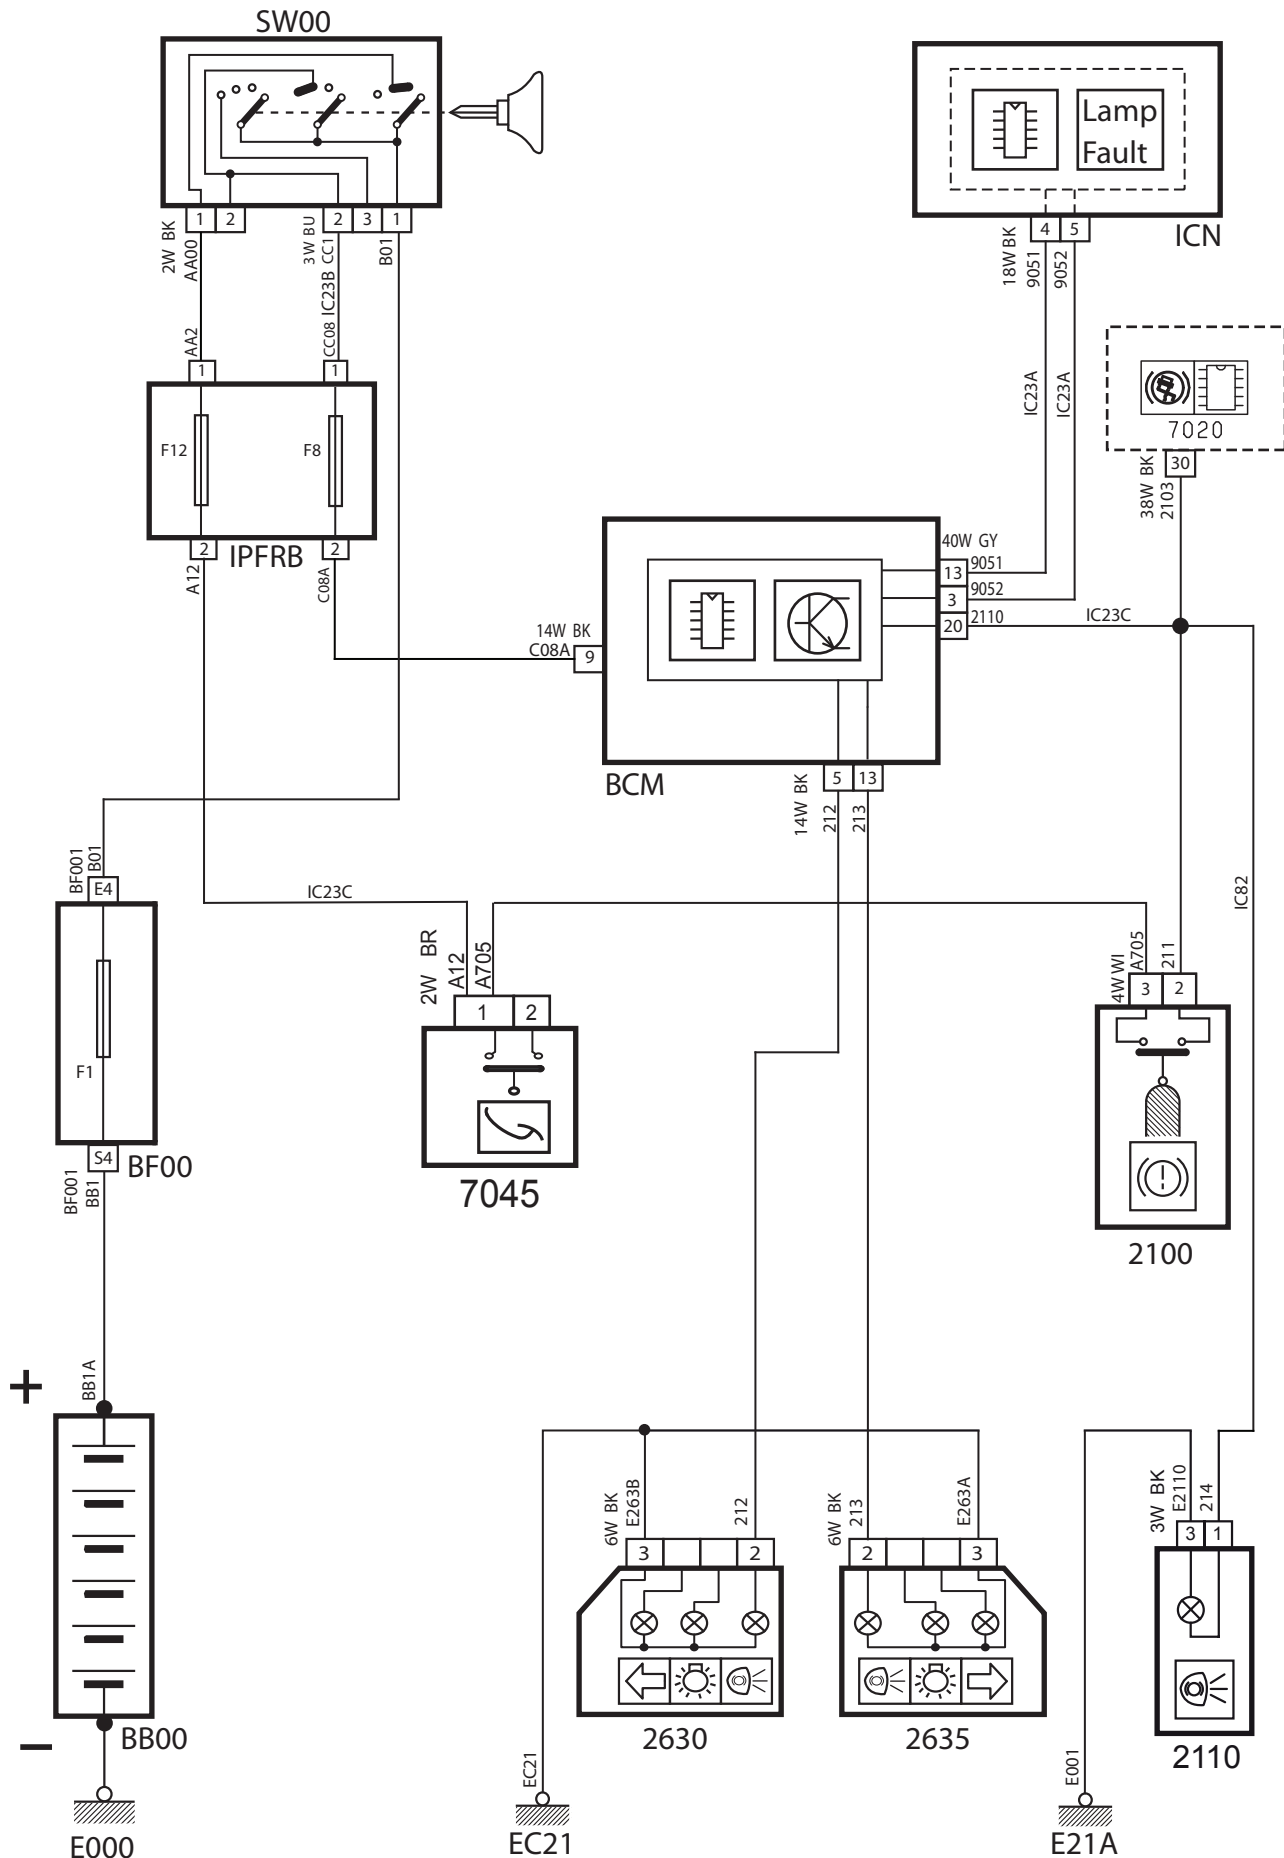 SW00
1
2
2
3
1
2W BK
AA00
3W BU
CC1
B01
IC23B
AA2
CC08
1
1
F12
F8
2
2
IPFRB
A12
C08A
Lamp
Fault
4
5
ICN
18W BK
9051
9052
IC23A
IC23A
7020
30
38W BK
2103
40W GY
13
9051
3
9052
20
2110
IC23C
14W BK
C08A
9
BCM
5
13
14W BK
212
213
BF001
B01
E4
F1
S4
BF00
BF001
BB1
IC23C
2W BR
A12
A705
1
2
7045
IC82
4W WI
A705
211
3
2
2100
+
BB1A
−
BB00
E000
6W BK
E263B
212
3
2
2630
6W BK
213
E263A
2
3
2635
3W BK
E2110
214
3
1
2110
EC21
EC21
E001
E21A